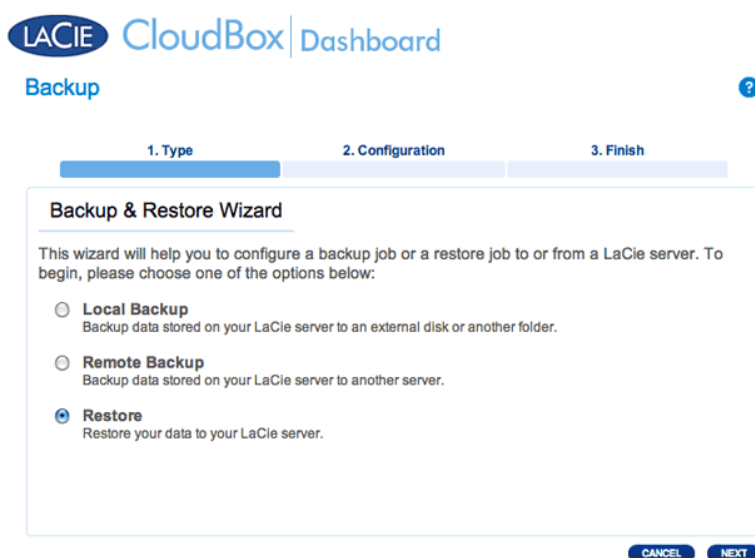 LACIE CloudBox Dashboard
Backup
?
1. Type 2. Configuration 3. Finish
Backup & Restore Wizard
This wizard will help you to configure a backup job or a restore job to or from a LaCie server. To
begin, please choose one of the options below:
Local Backup
Backup data stored on your LaCie server to an external disk or another folder.
Remote Backup
Backup data stored on your LaCie server to another server.
Restore
Restore your data to your LaCie server.
CANCEL NEXT